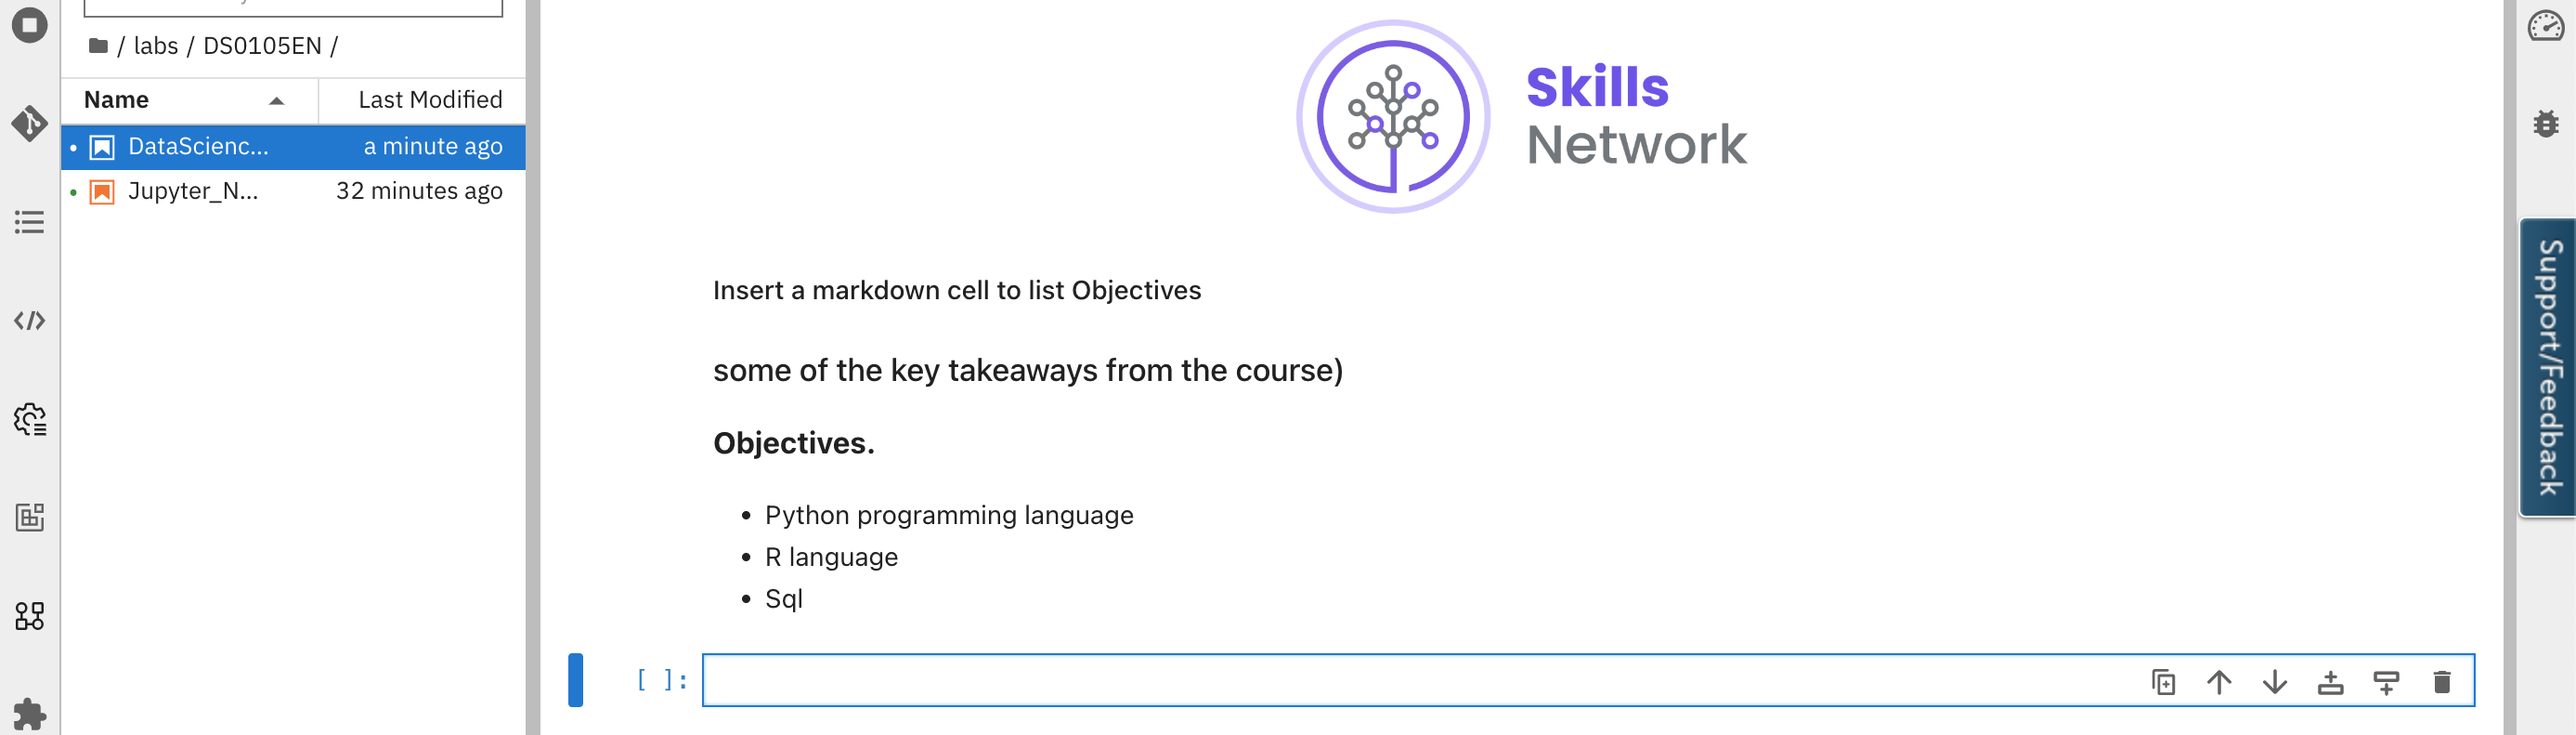 / labs / DS0105EN /
Name Last Modified
DataScienc... a minute ago
Jupyter_N... 32 minutes ago
Skills
Network
Insert a markdown cell to list Objectives
some of the key takeaways from the course)
Objectives.
• Python programming language
• R language
• Sql
[ ]:
Support/Feedback